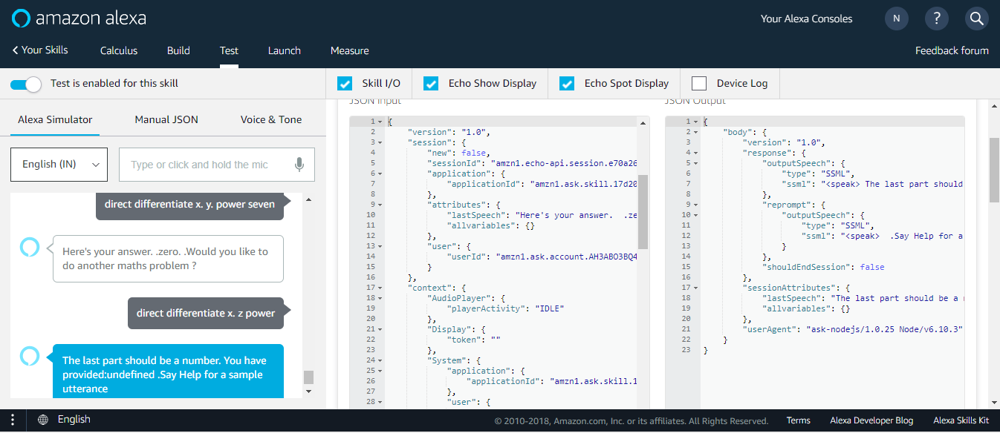 amazon alexa
Your Alexa Consoles
N
?
Your Skills
Calculus
Build
Test
Launch
Measure
Feedback forum
Test is enabled for this skill
Skill I/O
Echo Show Display
Echo Spot Display
Device Log
Alexa Simulator
Manual JSON
Voice & Tone
English (IN)
Type or click and hold the mic
direct differentiate x. y. power seven
Here's your answer. .zero. .Would you like to
do another maths problem ?
direct differentiate x. z power
The last part should be a number. You have
provided:undefined .Say Help for a sample
utterance
JSON Input
1 {
2 "version": "1.0",
3 "session": {
4 "new": false,
5 "sessionId": "amzn1.echo-api.session.e70a26
6 "application": {
7 "applicationId": "amzn1.ask.skill.17d20
8 },
9 "attributes": {
10 "lastSpeech": "Here's your answer.  .ze
11 "allvariables": {}
12 },
13 "user": {
14 "userId": "amzn1.ask.account.AH3ABO3BQ4
15 }
16 },
17 "context": {
18 "AudioPlayer": {
19 "playerActivity": "IDLE"
20 },
21 "Display": {
22 "token": ""
23 },
24 "System": {
25 "application": {
26 "applicationId": "amzn1.ask.skill.1
27 },
28 "user": {
JSON Output
1 {
2 "body": {
3 "version": "1.0",
4 "response": {
5 "outputSpeech": {
6 "type": "SSML",
7 "ssml": "<speak> The last part should
8 },
9 "reprompt": {
10 "outputSpeech": {
11 "type": "SSML",
12 "ssml": "<speak>  .Say Help for a
13 }
14 },
15 "shouldEndSession": false
16 },
17 "sessionAttributes": {
18 "lastSpeech": "The last part should be a
19 "allvariables": {}
20 },
21 "userAgent": "ask-nodejs/1.0.25 Node/v6.10.3"
22 }
23 }
English
© 2010-2018, Amazon.com, Inc. or its affiliates. All Rights Reserved.
Terms
Alexa Developer Blog
Alexa Skills Kit